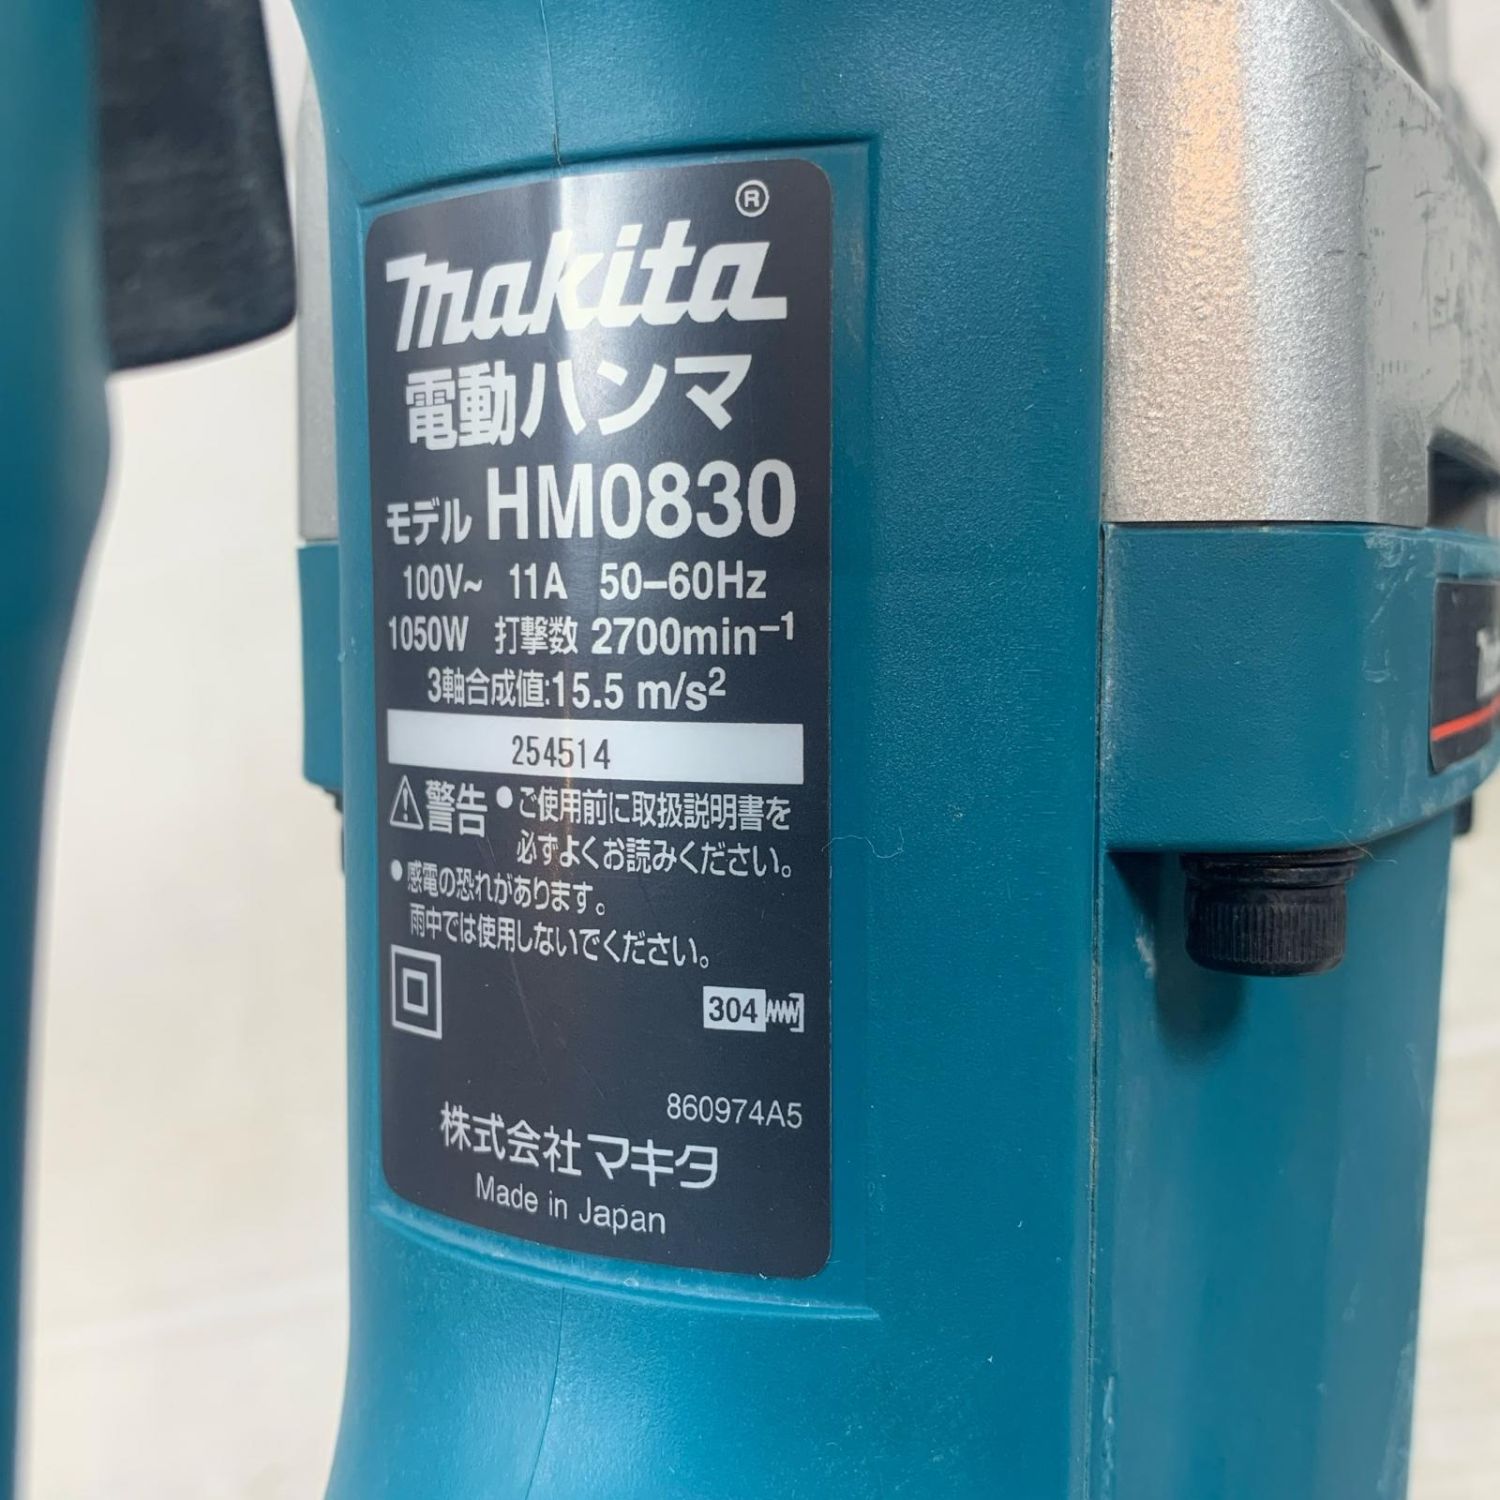 makita®
電動ハンマ
モデル HM0830
100V~ 11A 50-60Hz
1050W 打撃数 2700min⁻¹
3軸合成値:15.5 m/s²
254514
警告 ●ご使用前に取扱説明書を
必ずよくお読みください。
●感電の恐れがあります。
雨中では使用しないでください。
304
860974A5
株式会社マキタ
Made in Japan